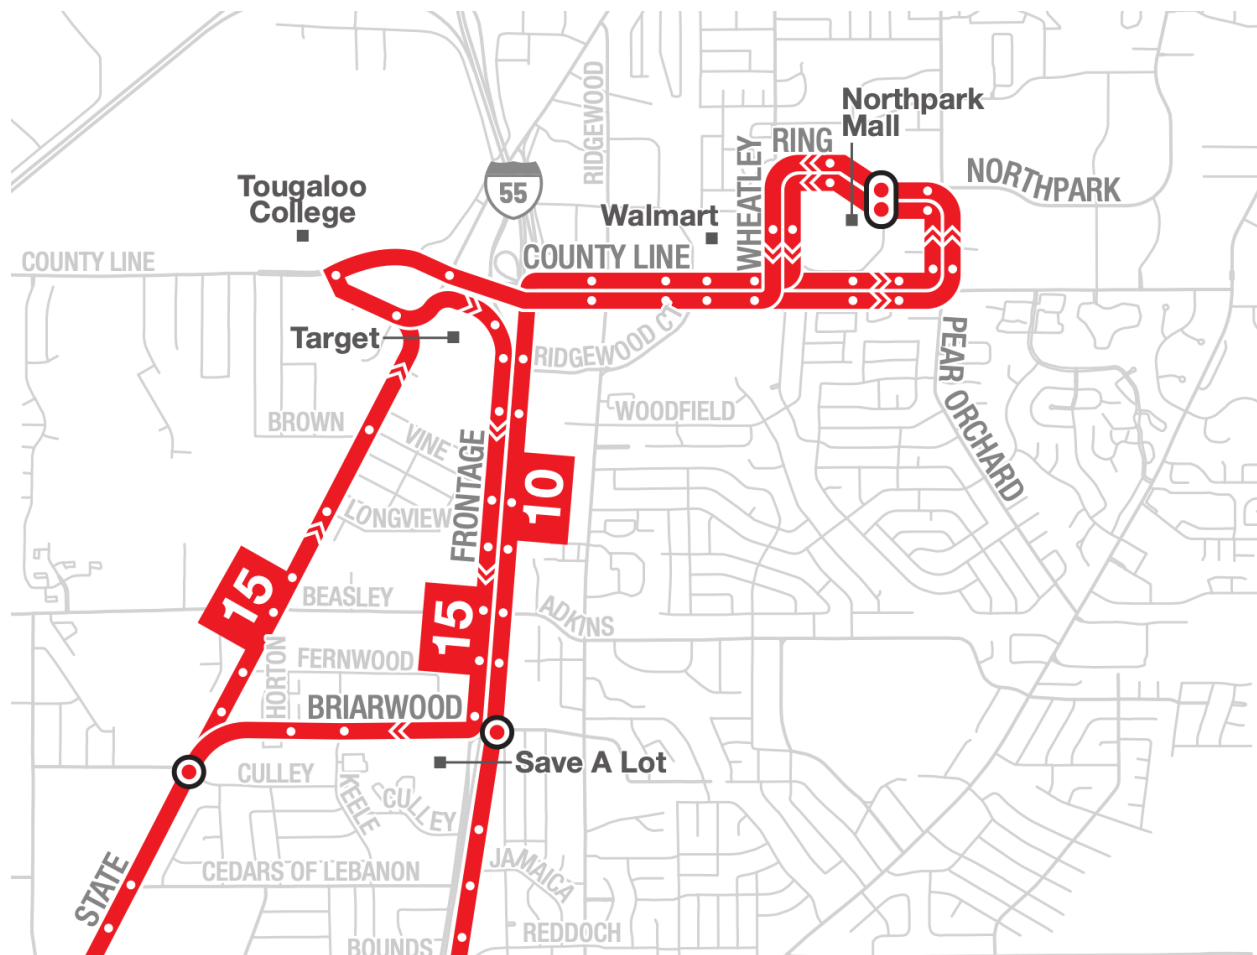 RIDGEWOOD
Northpark
Mall
RING
WHEATLEY
NORTHPARK
55
Tougaloo
College
Walmart
COUNTY LINE
COUNTY LINE
Target
RIDGEWOOD CT
PEAR ORCHARD
WOODFIELD
BROWN
VINE
FRONTAGE
10
LONGVIEW
15
BEASLEY
15
ADKINS
HORTON
FERNWOOD
BRIARWOOD
Save A Lot
CULLEY
KEELE
CULLEY
STATE
CEDARS OF LEBANON
JAMAICA
REDDOCH
BOUNDS